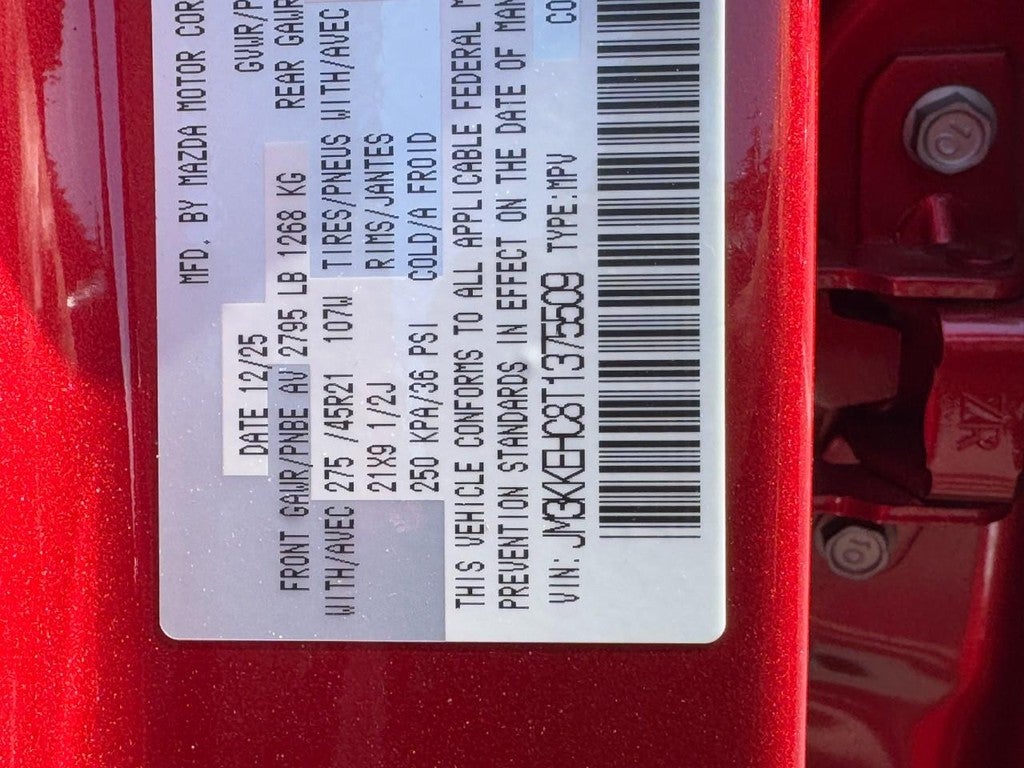 MFD. BY MAZDA MOTOR COR
DATE 12/25 GVWR/P
FRONT GAWR/PNBE AV 2795 LB 1268 KG REAR GAWR
WITH/AVEC 275 /45R21 107W TIRES/PNEUS WITH/AVEC
21X9 1/2J RIMS/JANTES
250 KPA/36 PSI COLD/A FROID
THIS VEHICLE CONFORMS TO ALL APPLICABLE FEDERAL M
PREVENTION STANDARDS IN EFFECT ON THE DATE OF MAN
VIN: JM3KKEHC8T1375509 TYPE:MPV CO
10
10